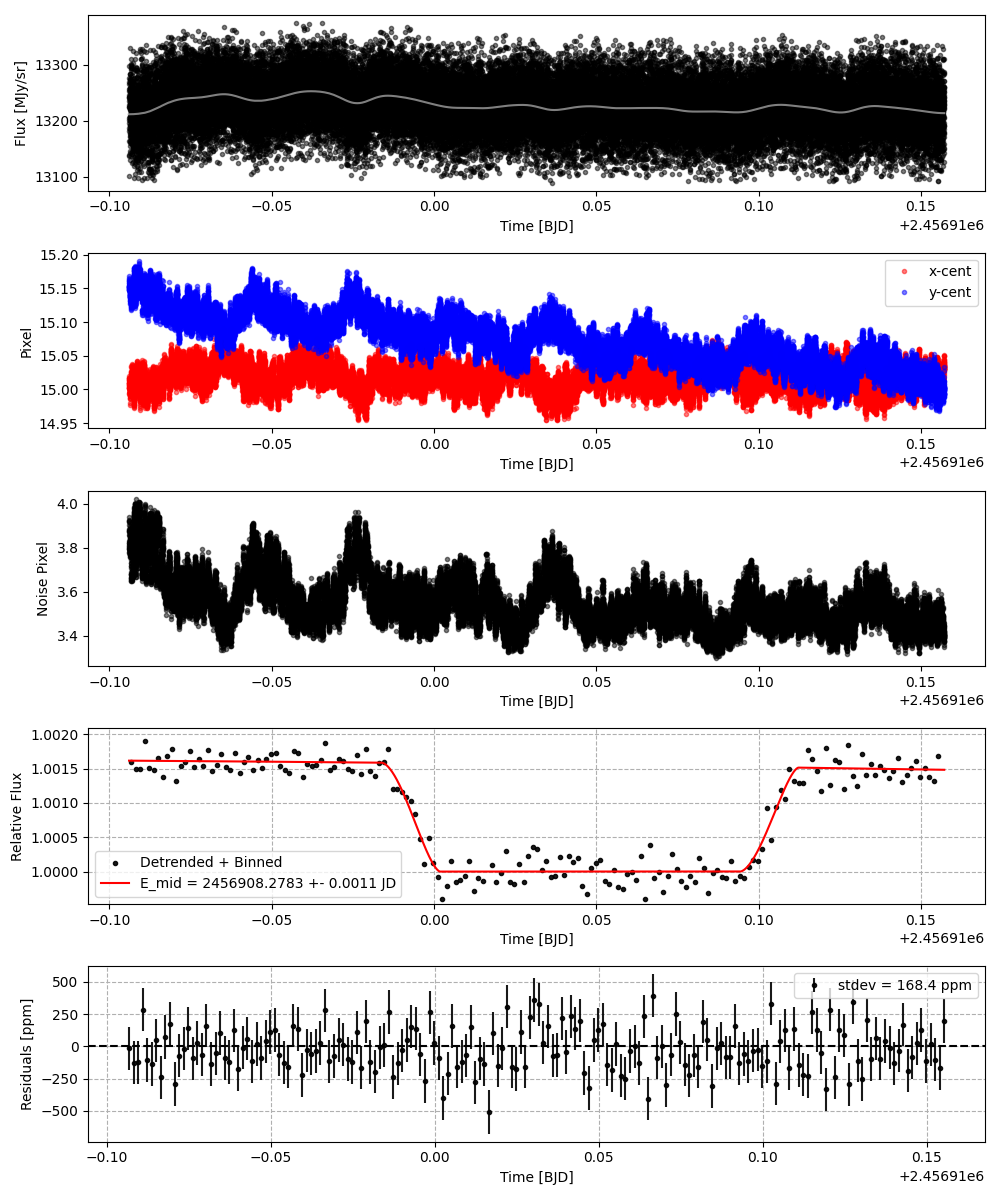 Flux [MJy/sr]
13300
13200
13100
−0.10 −0.05 0.00 0.05 0.10 0.15
Time [BJD]
+2.45691e6
Pixel
15.20
15.15
15.10
15.05
15.00
14.95
x-cent
y-cent
−0.10 −0.05 0.00 0.05 0.10 0.15
Time [BJD]
+2.45691e6
Noise Pixel
4.0
3.8
3.6
3.4
−0.10 −0.05 0.00 0.05 0.10 0.15
Time [BJD]
+2.45691e6
Relative Flux
1.0020
1.0015
1.0010
1.0005
1.0000
Detrended + Binned
E_mid = 2456908.2783 +- 0.0011 JD
−0.10 −0.05 0.00 0.05 0.10 0.15
Time [BJD]
+2.45691e6
Residuals [ppm]
500
250
0
−250
−500
stdev = 168.4 ppm
−0.10 −0.05 0.00 0.05 0.10 0.15
Time [BJD]
+2.45691e6